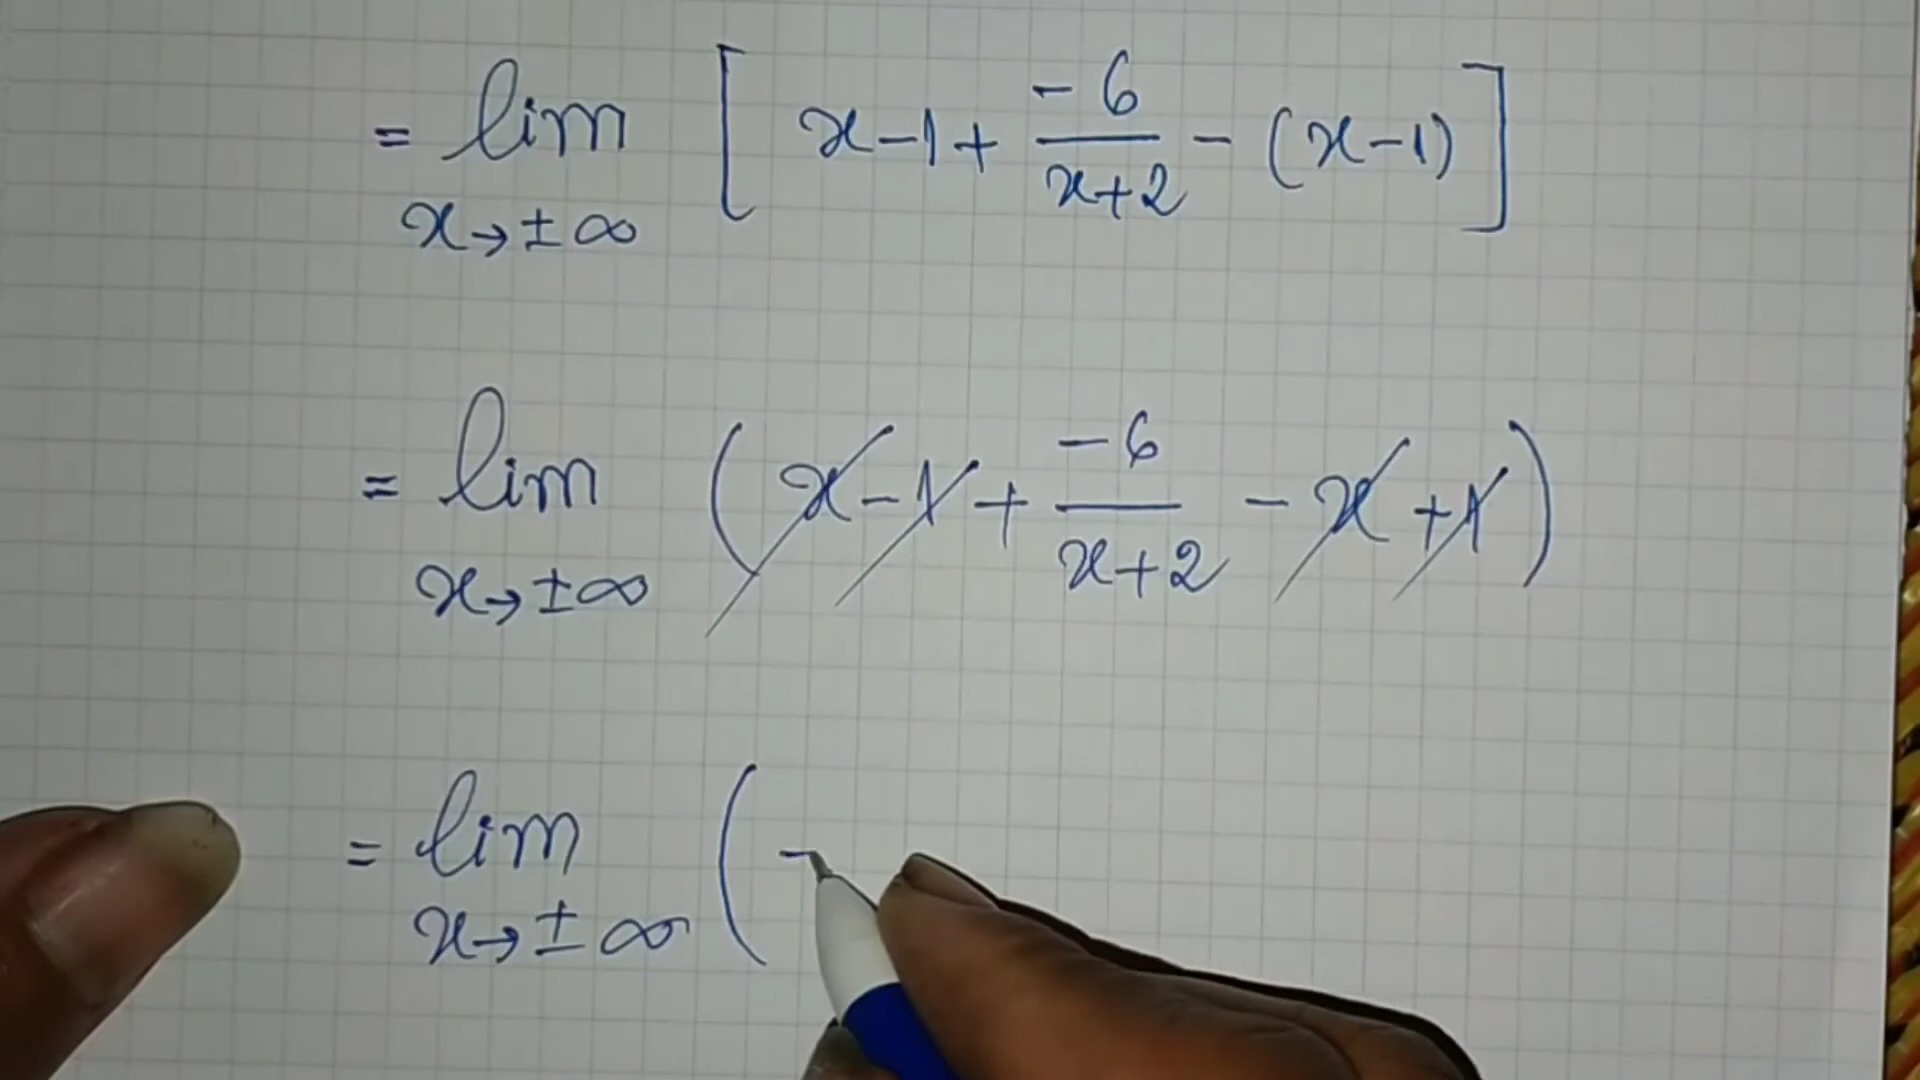 = lim x→±∞ [ x-1 + -6/x+2 - (x-1) ]
= lim x→±∞ ( x - 1 + -6/x+2 - x + 1 )
= lim x→±∞ ( -